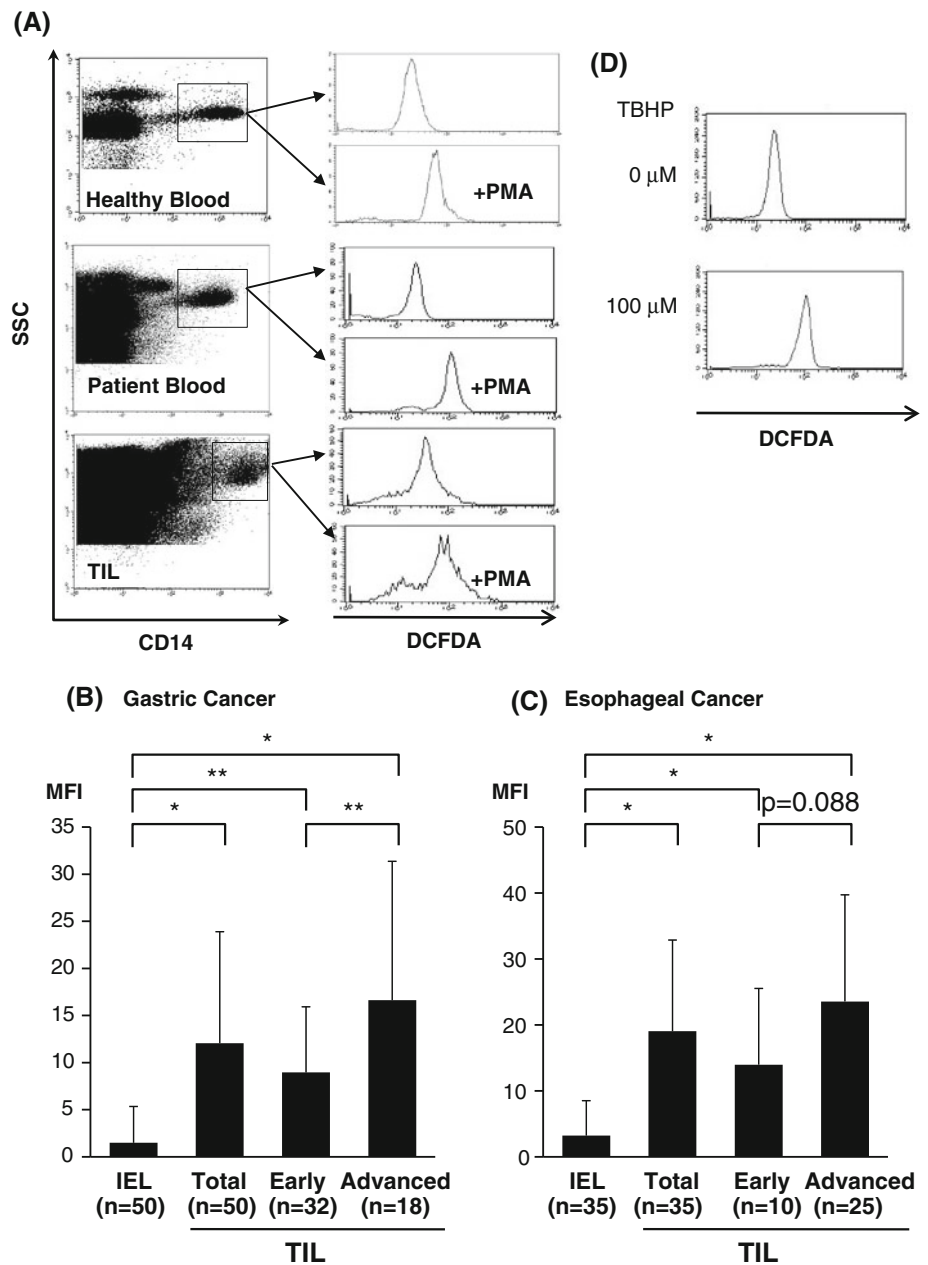 (A)
SSC
Healthy Blood
+PMA
Patient Blood
+PMA
TIL
+PMA
CD14
DCFDA
(D)
TBHP
0 µM
100 µM
DCFDA
(B) Gastric Cancer
MFI
*
**
*
**
35
30
25
20
15
10
5
0
IEL Total Early Advanced
(n=50) (n=50) (n=32) (n=18)
TIL
(C) Esophageal Cancer
MFI
*
*
*
p=0.088
50
40
30
20
10
0
IEL Total Early Advanced
(n=35) (n=35) (n=10) (n=25)
TIL